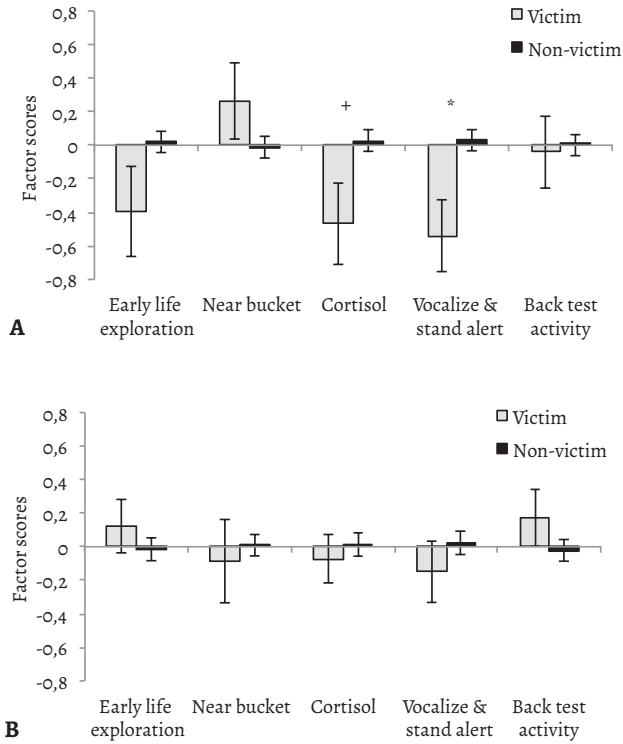 0,8
0,6
0,4
0,2
0
-0,2
-0,4
-0,6
-0,8
Factor scores
Victim
Non-victim
+
*
Early life exploration
Near bucket
Cortisol
Vocalize & stand alert
Back test activity
A
0,8
0,6
0,4
0,2
0
-0,2
-0,4
-0,6
-0,8
Factor scores
Victim
Non-victim
Early life exploration
Near bucket
Cortisol
Vocalize & stand alert
Back test activity
B